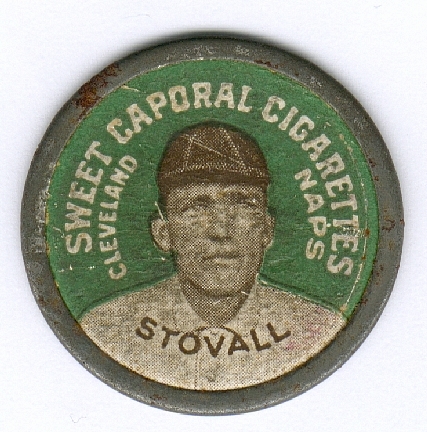 SWEET CAPORAL CIGARETTES
CLEVELAND NAPS
STOVALL